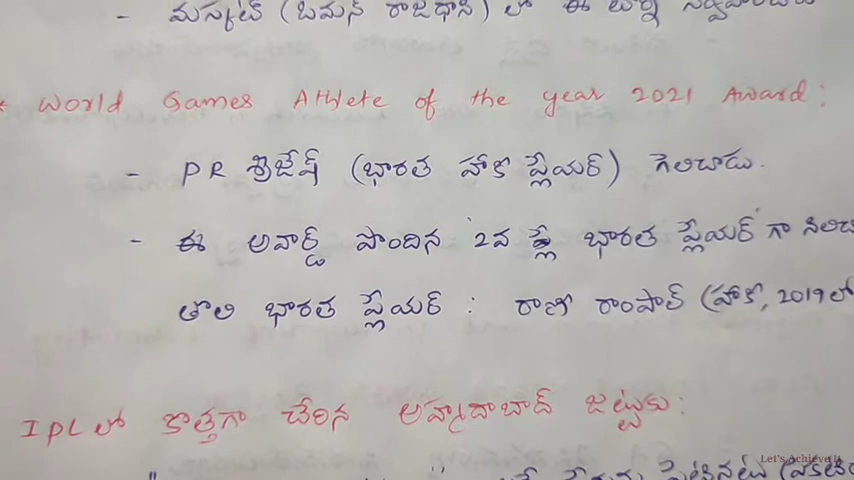 - మస్కట్ (ఒమన్ రాజధాని) లో ఈ టోర్నీ
* World Games Athlete of the year 2021 Award:
- PR శ్రీజేష్ (భారత హాకీ ప్లేయర్) గెలిచాడు.
- ఈ అవార్డ్ పొందిన '2వ భారత ప్లేయర్' గా
తొలి భారత ప్లేయర్ : రాణీ రాంపాల్ (హాకీ, 2019లో
IPL లో కొత్తగా చేరిన అహ్మదాబాద్ జట్టుకు:
Let's Achieve It